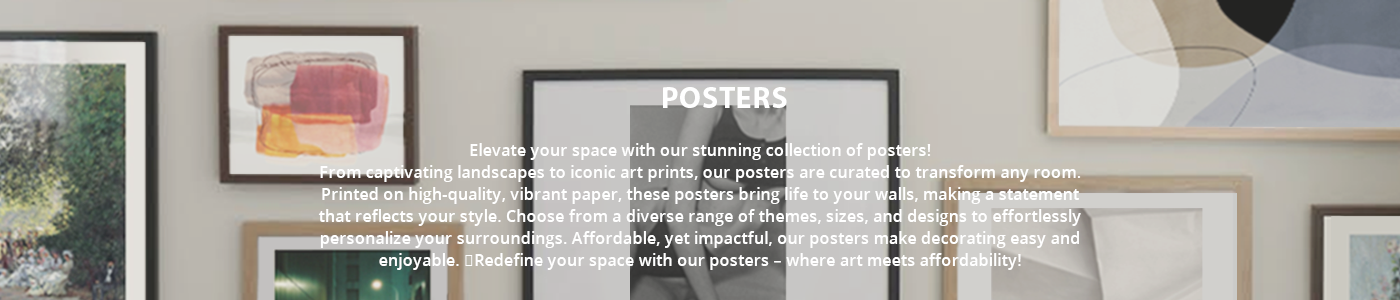 POSTERS
Elevate your space with our stunning collection of posters!
From captivating landscapes to iconic art prints, our posters are curated to transform any room.
Printed on high-quality, vibrant paper, these posters bring life to your walls, making a statement
that reflects your style. Choose from a diverse range of themes, sizes, and designs to effortlessly
personalize your surroundings. Affordable, yet impactful, our posters make decorating easy and
enjoyable. Redefine your space with our posters – where art meets affordability!